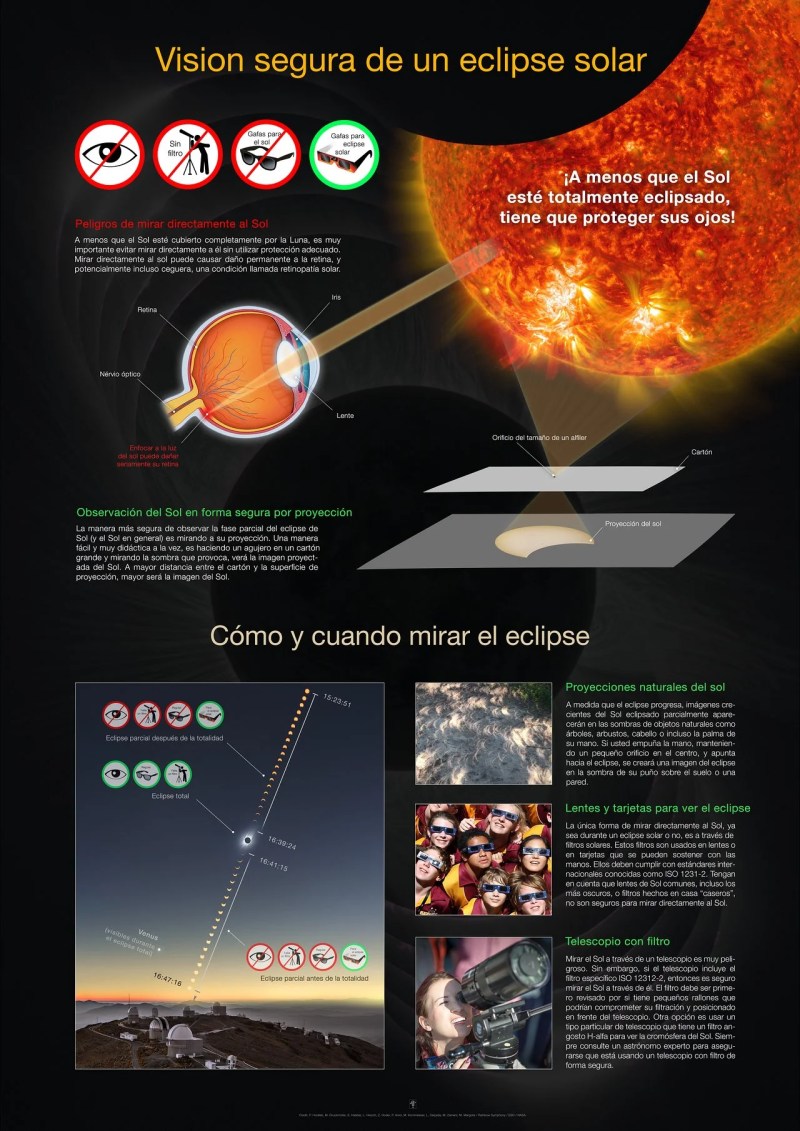 Vision segura de un eclipse solar
Sin
filtro
Gafas para
el sol
Gafas para
eclipse
solar
¡A menos que el Sol
esté totalmente eclipsado,
tiene que proteger sus ojos!
Peligros de mirar directamente al Sol
A menos que el Sol esté cubierto completamente por la Luna, es muy
importante evitar mirar directamente a él sin utilizar protección adecuado.
Mirar directamente al sol puede causar daño permanente a la retina, y
potencialmente incluso ceguera, una condición llamada retinopatía solar.
Retina
Iris
Nérvio óptico
Lente
Enfocar a la luz
del sol puede dañar
seriamente su retina
Orificio del tamaño de un alfiler
Cartón
Proyección del sol
Observación del Sol en forma segura por proyección
La manera más segura de observar la fase parcial del eclipse de
Sol (y el Sol en general) es mirando a su proyección. Una manera
fácil y muy didáctica a la vez, es haciendo un agujero en un cartón
grande y mirando la sombra que provoca, verá la imagen proyect-
ada del Sol. A mayor distancia entre el cartón y la superficie de
proyección, mayor será la imagen del Sol.
Cómo y cuando mirar el eclipse
15:23:51
Eclipse parcial después de la totalidad
Eclipse total
16:39:24
16:41:15
Venus
(visibles durante
el eclipse total)
16:47:16
Eclipse parcial antes de la totalidad
Proyecciones naturales del sol
A medida que el eclipse progresa, imágenes cre-
cientes del Sol eclipsado parcialmente apare-
cerán en las sombras de objetos naturales como
árboles, arbustos, cabello o incluso la palma de
su mano. Si usted empuña la mano, mantenien-
do un pequeño orificio en el centro, y apunta
hacia el eclipse, se creará una imagen del eclipse
en la sombra de su puño sobre el suelo o una
pared.
Lentes y tarjetas para ver el eclipse
La única forma de mirar directamente al Sol, ya
sea durante un eclipse solar o no, es a través de
filtros solares. Estos filtros son usados en lentes o
en tarjetas que se pueden sostener con las
manos. Ellos deben cumplir con estándares inter-
nacionales conocidas como ISO 1231-2. Tengan
en cuenta que lentes de Sol comunes, incluso los
más oscuros, o filtros hechos en casa “caseros”,
no son seguros para mirar directamente al Sol.
Telescopio con filtro
Mirar el Sol a través de un telescopio es muy peli-
groso. Sin embargo, si el telescopio incluye el
filtro específico ISO 12312-2, entonces es seguro
mirar el Sol a través de él. El filtro debe ser prime-
ro revisado por si tiene pequeños rallones que
podrían comprometer su filtración y posicionado
en frente del telescopio. Otra opción es usar un
tipo particular de telescopio que tiene un filtro an-
gosto H-alfa para ver la cromósfera del Sol. Siem-
pre consulte un astrónomo experto para asegu-
rarse que está usando un telescopio con filtro de
forma segura.